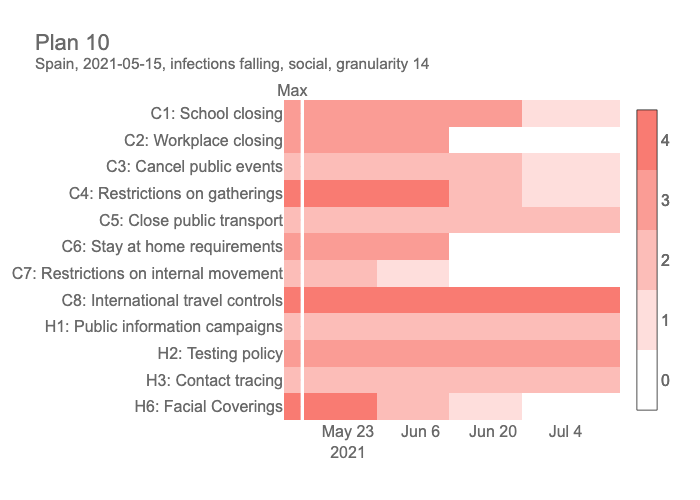 Plan 10
Spain, 2021-05-15, infections falling, social, granularity 14
Max
C1: School closing
C2: Workplace closing
C3: Cancel public events
C4: Restrictions on gatherings
C5: Close public transport
C6: Stay at home requirements
C7: Restrictions on internal movement
C8: International travel controls
H1: Public information campaigns
H2: Testing policy
H3: Contact tracing
H6: Facial Coverings
May 23 Jun 6 Jun 20 Jul 4
2021
4
3
2
1
0